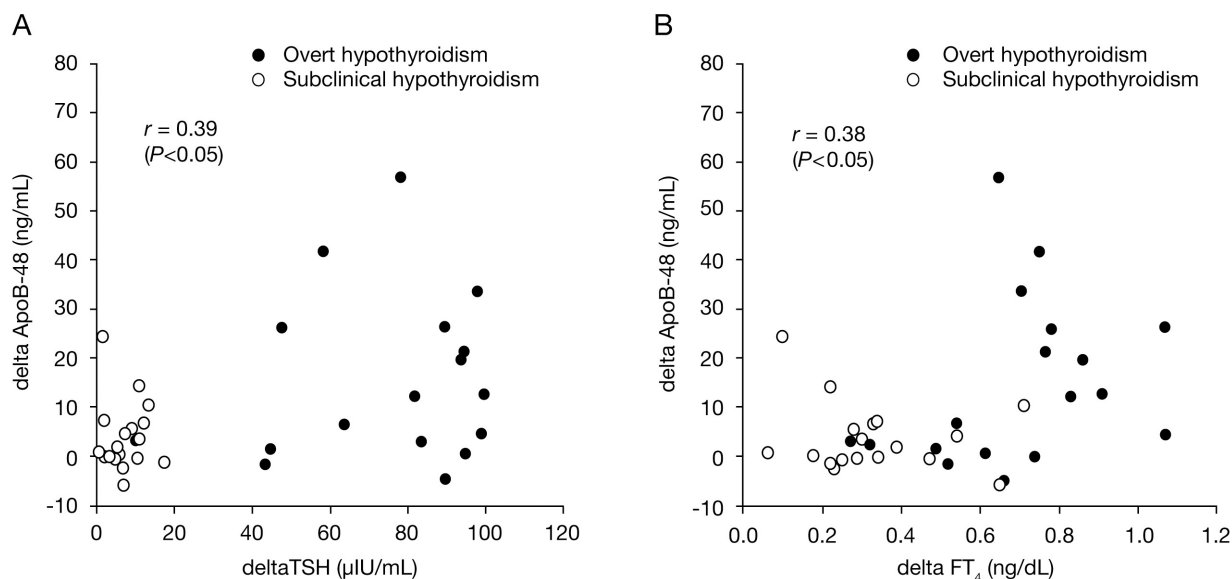 A
Overt hypothyroidism
Subclinical hypothyroidism
r = 0.39
(P<0.05)
80
70
60
50
40
30
20
10
0
-10
delta ApoB-48 (ng/mL)
0 20 40 60 80 100 120
deltaTSH (µIU/mL)
B
Overt hypothyroidism
Subclinical hypothyroidism
r = 0.38
(P<0.05)
80
70
60
50
40
30
20
10
0
-10
delta ApoB-48 (ng/mL)
0.0 0.2 0.4 0.6 0.8 1.0 1.2
delta FT4 (ng/dL)